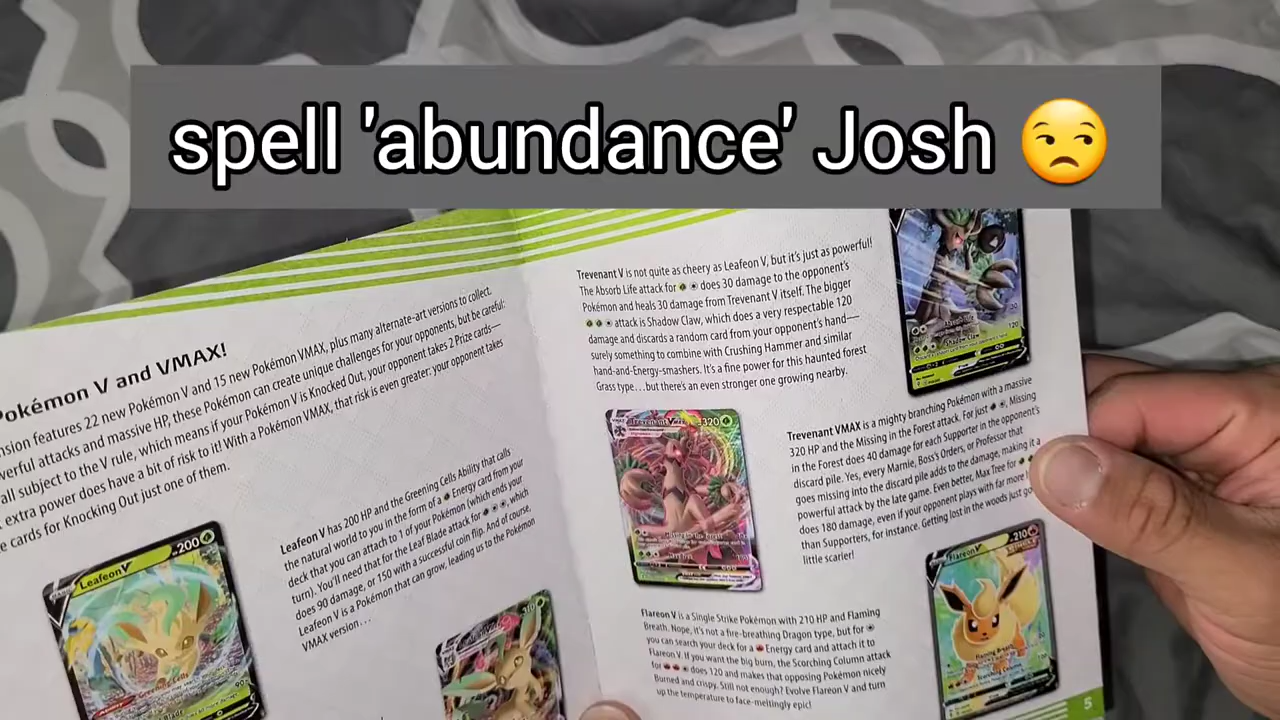 spell 'abundance' Josh 😒
Pokémon V and VMAX!
features 22 new Pokémon V and 15 new Pokémon VMAX, plus many alternate-art versions to collect.
attacks and massive HP, these Pokémon can create unique challenges for your opponents, but be careful:
all subject to the V rule, which means if your Pokémon V is Knocked Out, your opponent takes 2 Prize cards—
extra power does have a bit of risk to it! With a Pokémon VMAX, that risk is even greater: your opponent takes
cards for Knocking Out just one of them.
Leafeon V
200
Greening Cells
Leafeon V has 200 HP and the Greening Cells Ability that calls
the natural world to you in the form of a Energy card from your
deck that you can attach to 1 of your Pokémon (which ends your
turn). You'll need that for the Leaf Blade attack for , which
does 90 damage, or 150 with a successful coin flip. And of course,
Leafeon V is a Pokémon that can grow, leading us to the Pokémon
VMAX version…
310
Trevenant V is not quite as cheery as Leafeon V, but it's just as powerful!
The Absorb Life attack for does 30 damage to the opponent's
Pokémon and heals 30 damage from Trevenant V itself. The bigger
attack is Shadow Claw, which does a very respectable 120
damage and discards a random card from your opponent's hand—
surely something to combine with Crushing Hammer and similar
hand-and-Energy-smashers. It's a fine power for this haunted forest
Grass type…but there's an even stronger one growing nearby.
30
Shadow Claw 120
Trevenant VMAX 320
Trevenant VMAX is a mighty branching Pokémon with a massive
320 HP and the Missing in the Forest attack. For just , Missing
in the Forest does 40 damage for each Supporter in the opponent's
discard pile. Yes, every Marnie, Boss's Orders, or Professor that
goes missing into the discard pile adds to the damage, making it a
powerful attack by the late game. Even better, Max Tree for
does 180 damage, even if your opponent plays with far more
than Supporters, for instance. Getting lost in the woods just
little scarier!
Flareon V is a Single Strike Pokémon with 210 HP and Flaming
Breath. Nope, it's not a fire-breathing Dragon type, but for
you can search your deck for a Energy card and attach it to
Flareon V. If you want the big burn, the Scorching Column attack
for does 120 and makes that opposing Pokémon nicely
Burned and crispy. Still not enough? Evolve Flareon V and turn
up the temperature to face-meltingly epic!
Flareon V 210
Flaming Breath
Scorching Column
5